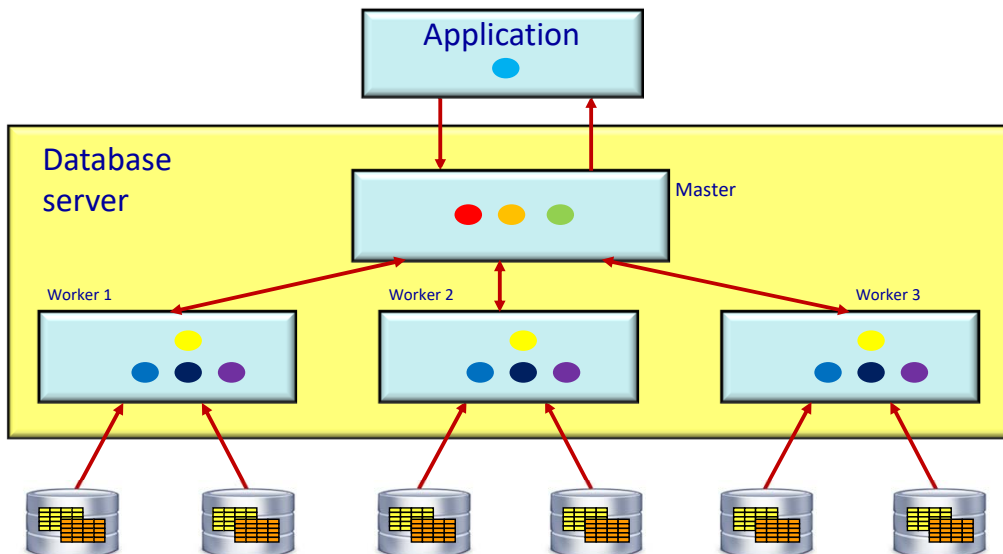 Application
Database
server
Master
Worker 1
Worker 2
Worker 3